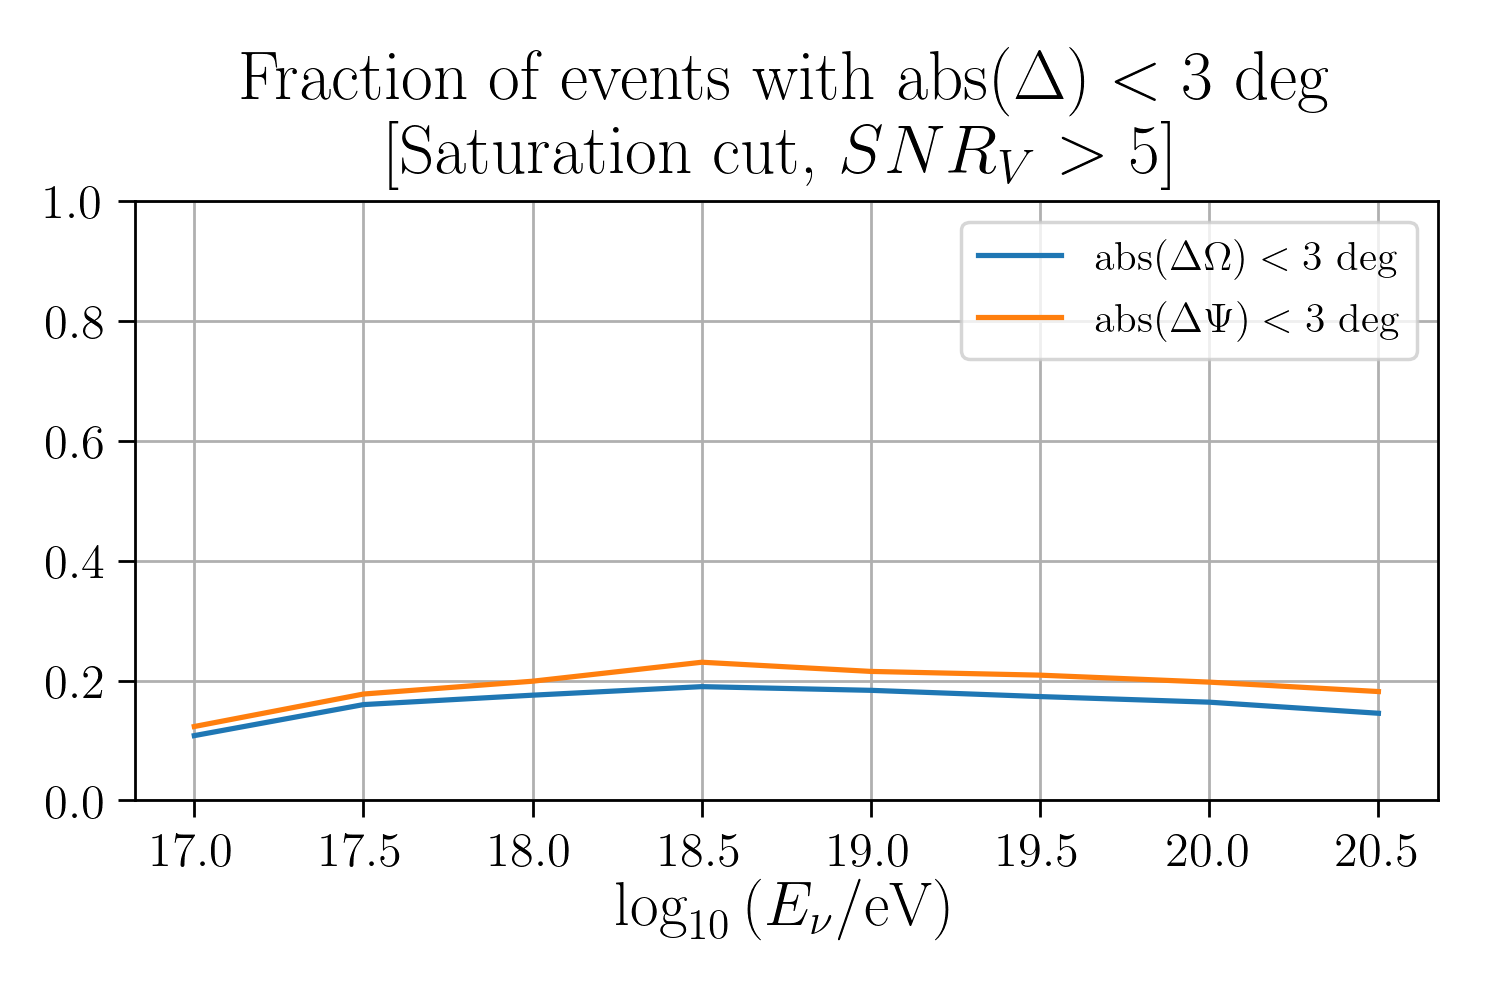 Fraction of events with abs(Δ) < 3 deg
[Saturation cut, SNR_V > 5]
1.0
0.8
0.6
0.4
0.2
0.0
abs(ΔΩ) < 3 deg
abs(ΔΨ) < 3 deg
17.0 17.5 18.0 18.5 19.0 19.5 20.0 20.5
log₁₀ (E_ν/eV)